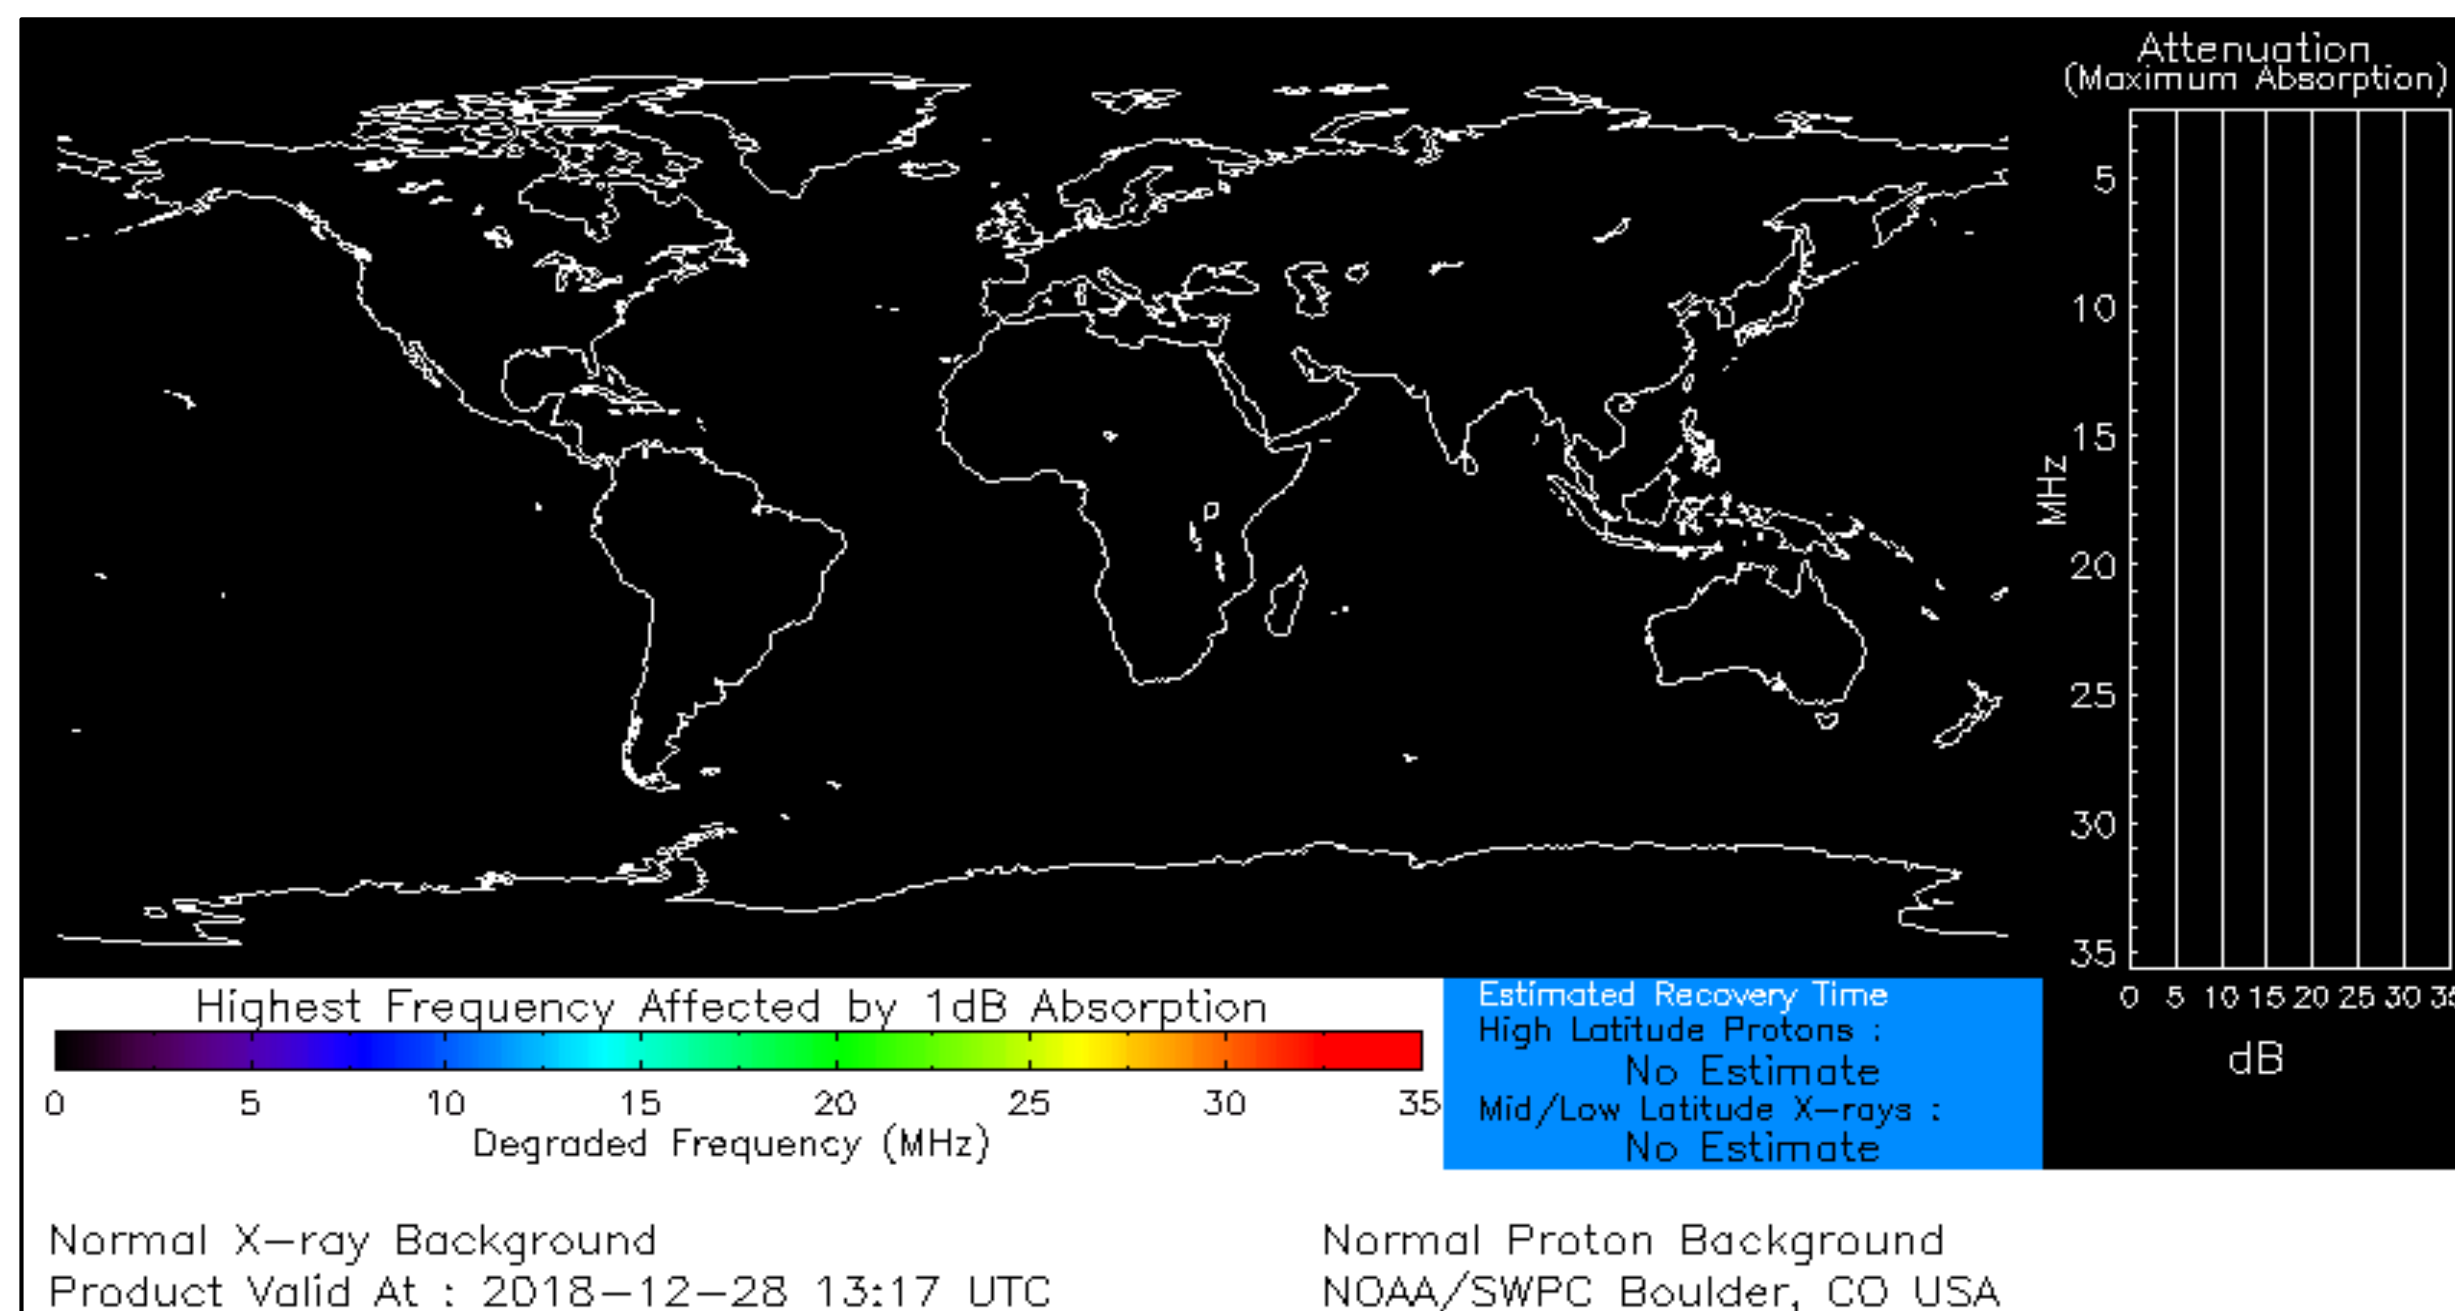 Attenuation
(Maximum Absorption)
5
10
15
20
25
30
35
MHz
0 5 10 15 20 25 30
dB
Highest Frequency Affected by 1dB Absorption
0 5 10 15 20 25 30 35
Degraded Frequency (MHz)
Estimated Recovery Time
High Latitude Protons :
No Estimate
Mid/Low Latitude X-rays :
No Estimate
Normal X-ray Background
Product Valid At : 2018-12-28 13:17 UTC
Normal Proton Background
NOAA/SWPC Boulder, CO USA